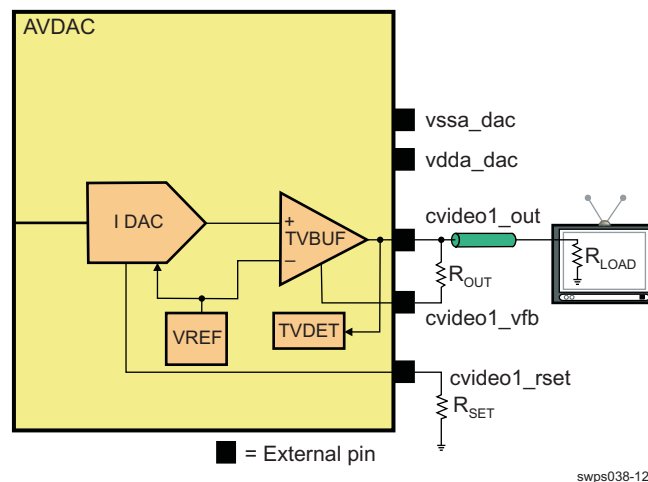 AVDAC
vssa_dac
vdda_dac
I DAC
+
TVBUF
−
cvideo1_out
ROUT
RLOAD
VREF
TVDET
cvideo1_vfb
cvideo1_rset
RSET
= External pin
swps038-12